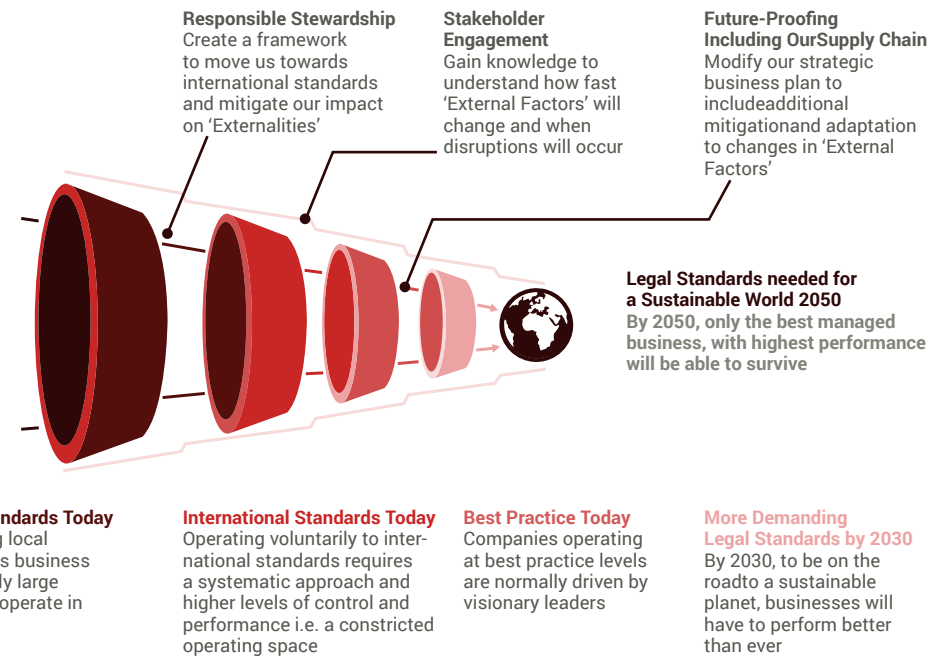 Responsible Stewardship
Create a framework
to move us towards
international standards
and mitigate our impact
on ‘Externalities’
Stakeholder
Engagement
Gain knowledge to
understand how fast
‘External Factors’ will
change and when
disruptions will occur
Future-Proofing
Including OurSupply Chain
Modify our strategic
business plan to
includeadditional
mitigationand adaptation
to changes in ‘External
Factors’
Legal Standards needed for
a Sustainable World 2050
By 2050, only the best managed
business, with highest performance
will be able to survive
Today
local
business
large
operate in
International Standards Today
Operating voluntarily to inter-
national standards requires
a systematic approach and
higher levels of control and
performance i.e. a constricted
operating space
Best Practice Today
Companies operating
at best practice levels
are normally driven by
visionary leaders
More Demanding
Legal Standards by 2030
By 2030, to be on the
roadto a sustainable
planet, businesses will
have to perform better
than ever